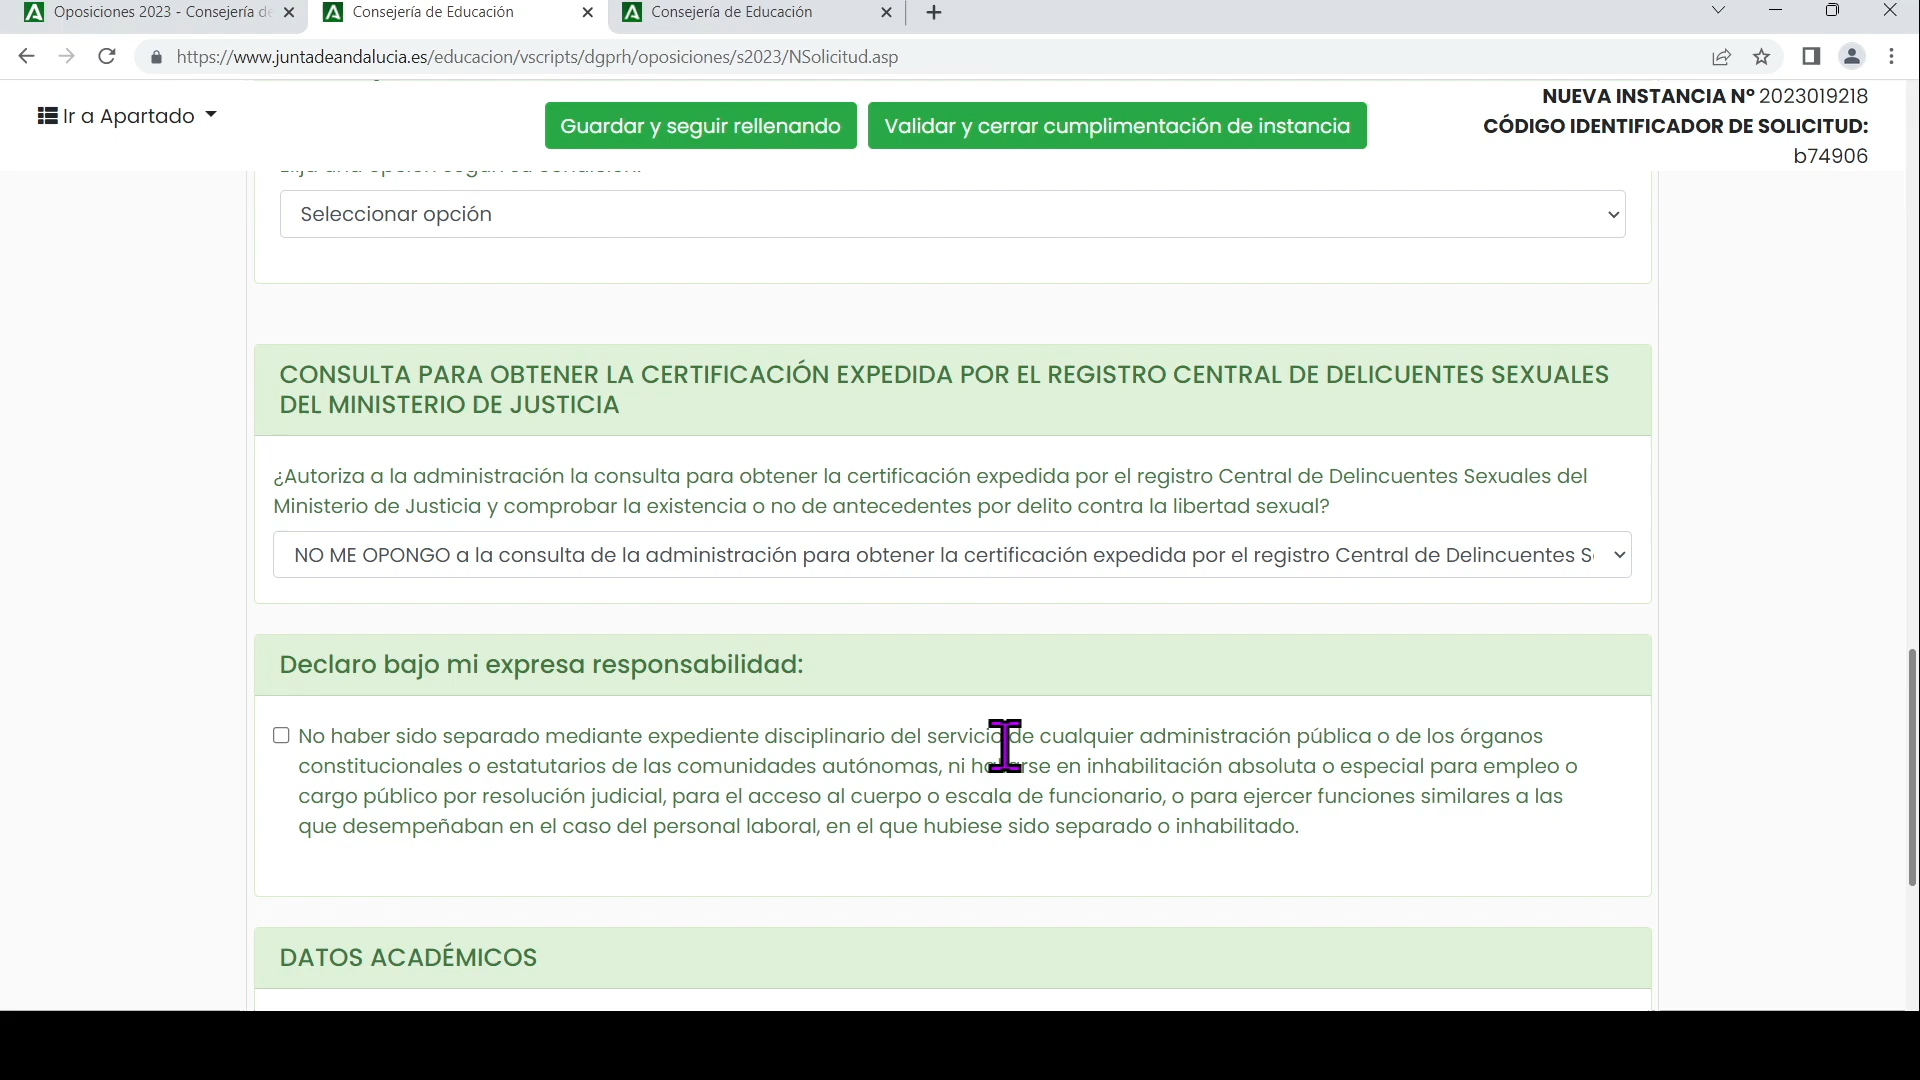 Oposiciones 2023 - Consejería de
Consejería de Educación
Consejería de Educación
https://www.juntadeandalucia.es/educacion/vscripts/dgprh/oposiciones/s2023/NSolicitud.asp
Ir a Apartado
Guardar y seguir rellenando
Validar y cerrar cumplimentación de instancia
NUEVA INSTANCIA Nº 2023019218
CÓDIGO IDENTIFICADOR DE SOLICITUD:
b74906
Seleccionar opción
CONSULTA PARA OBTENER LA CERTIFICACIÓN EXPEDIDA POR EL REGISTRO CENTRAL DE DELICUENTES SEXUALES
DEL MINISTERIO DE JUSTICIA
¿Autoriza a la administración la consulta para obtener la certificación expedida por el registro Central de Delincuentes Sexuales del
Ministerio de Justicia y comprobar la existencia o no de antecedentes por delito contra la libertad sexual?
NO ME OPONGO a la consulta de la administración para obtener la certificación expedida por el registro Central de Delincuentes S
Declaro bajo mi expresa responsabilidad:
No haber sido separado mediante expediente disciplinario del servicio de cualquier administración pública o de los órganos
constitucionales o estatutarios de las comunidades autónomas, ni hallarse en inhabilitación absoluta o especial para empleo o
cargo público por resolución judicial, para el acceso al cuerpo o escala de funcionario, o para ejercer funciones similares a las
que desempeñaban en el caso del personal laboral, en el que hubiese sido separado o inhabilitado.
DATOS ACADÉMICOS